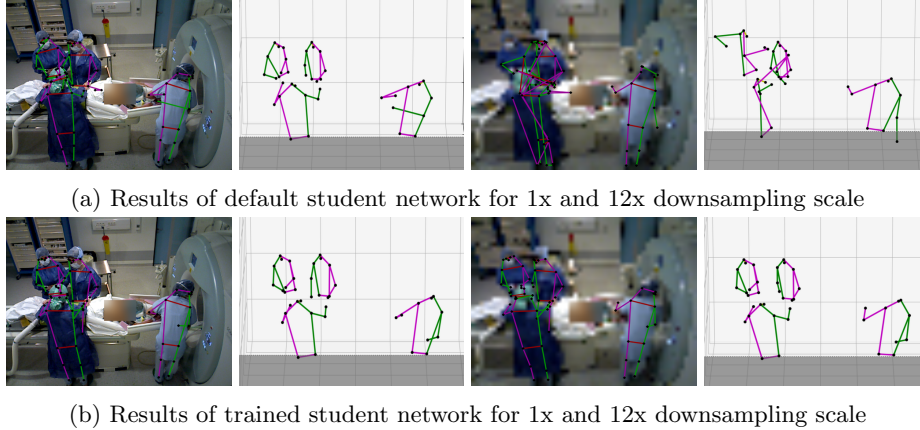 (a) Results of default student network for 1x and 12x downsampling scale
(b) Results of trained student network for 1x and 12x downsampling scale